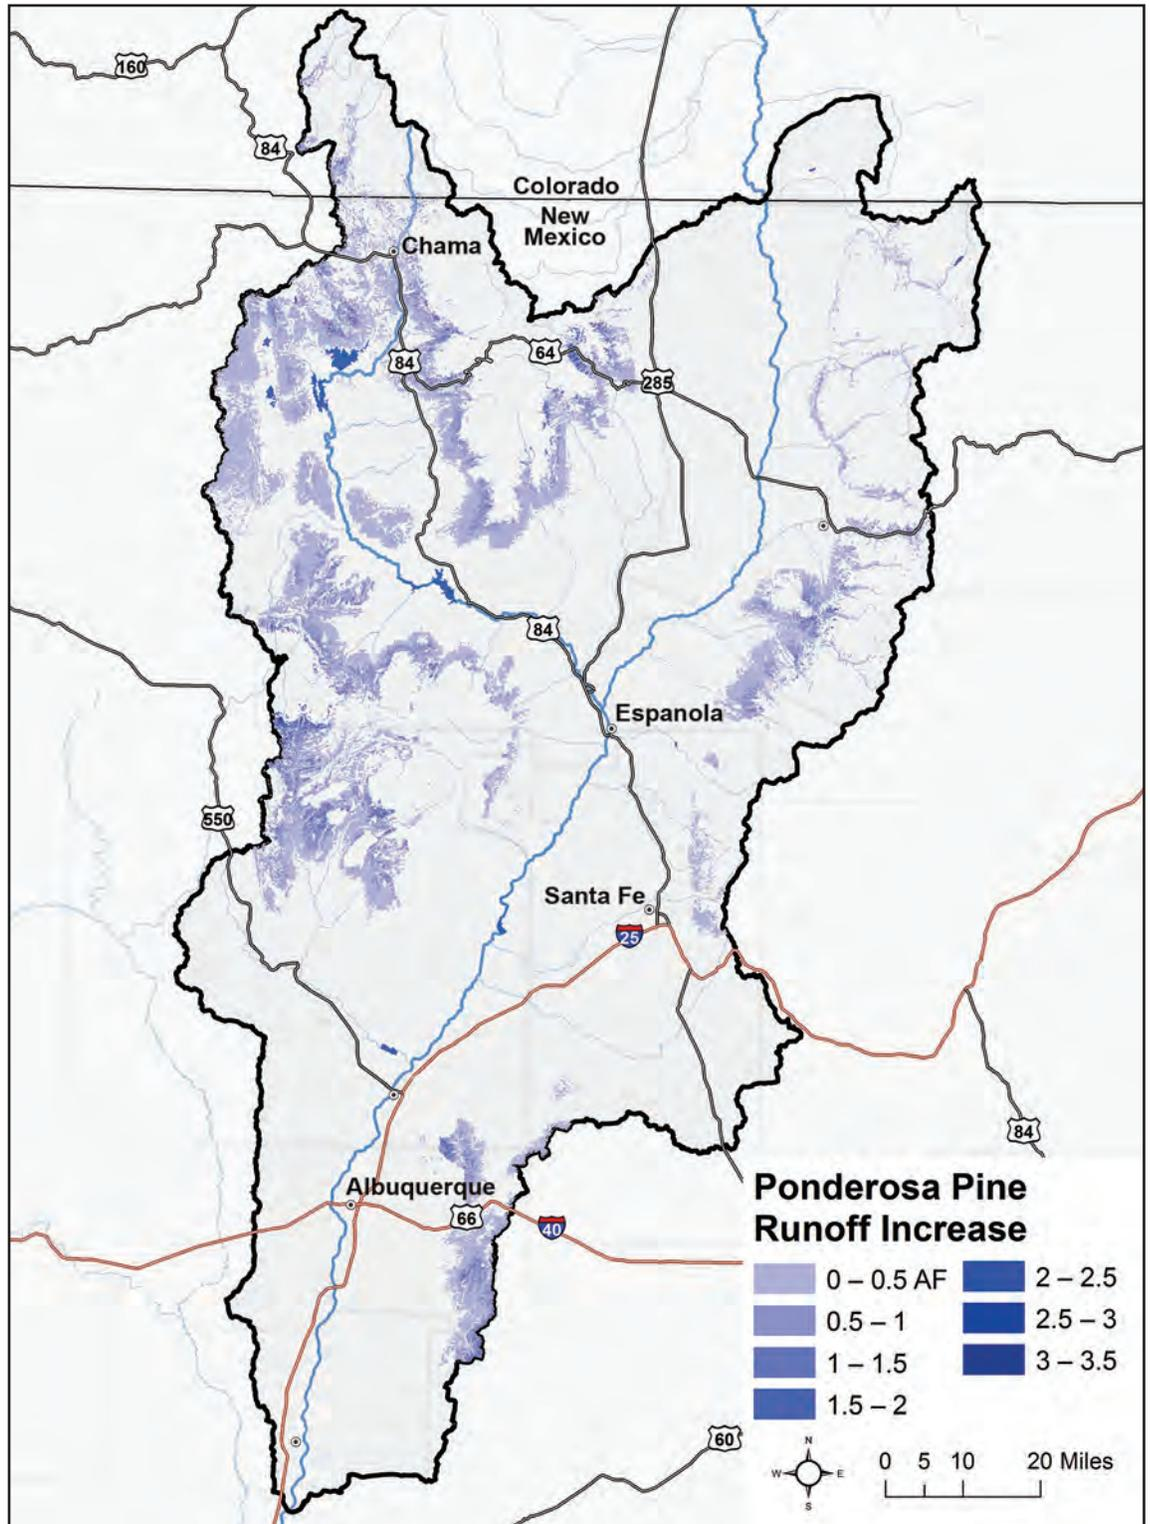 160
84
Colorado
New
Mexico
Chama
84
64
285
84
Espanola
550
Santa Fe
25
84
Albuquerque
66
40
Ponderosa Pine
Runoff Increase
0 – 0.5 AF
2 – 2.5
0.5 – 1
2.5 – 3
1 – 1.5
3 – 3.5
1.5 – 2
60
N
W
E
S
0 5 10 20 Miles